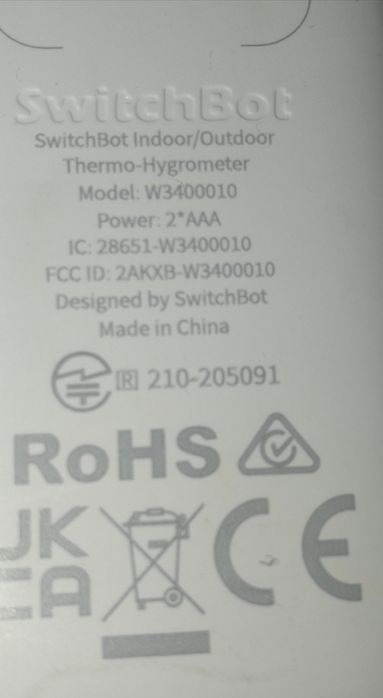 SwitchBot
SwitchBot Indoor/Outdoor
Thermo-Hygrometer
Model: W3400010
Power: 2*AAA
IC: 28651-W3400010
FCC ID: 2AKXB-W3400010
Designed by SwitchBot
Made in China
R 210-205091
RoHS
UK
CA
CE